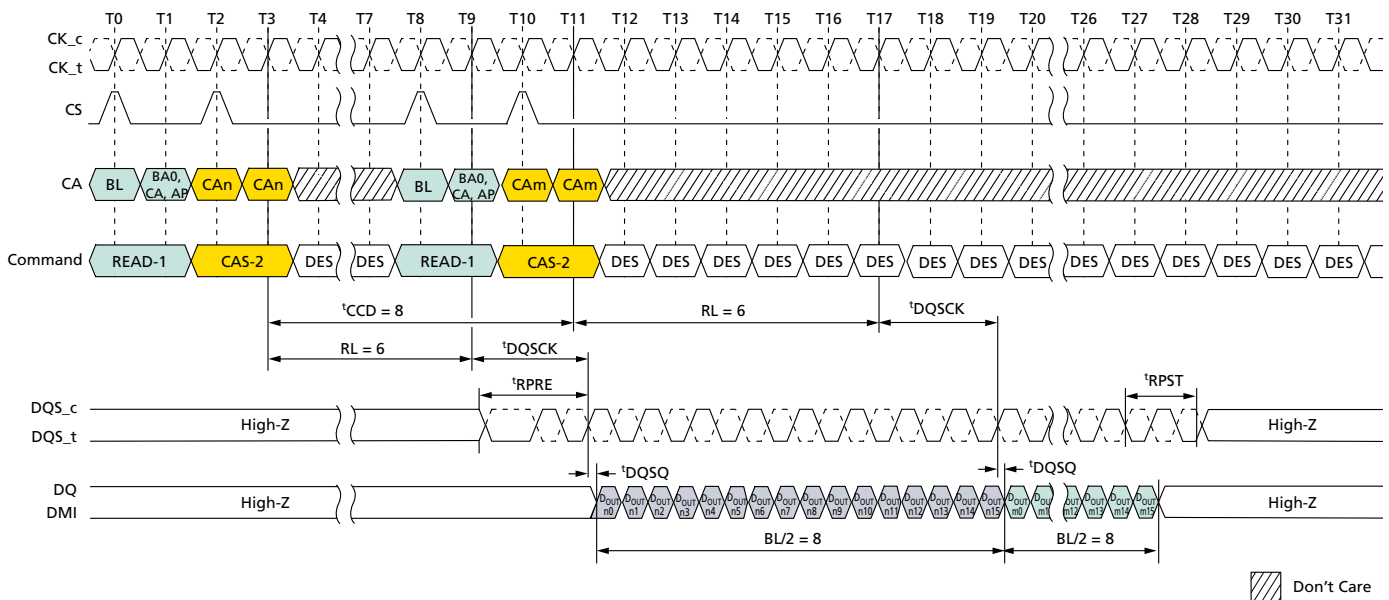 T0 T1 T2 T3 T4 T7 T8 T9 T10 T11 T12 T13 T14 T15 T16 T17 T18 T19 T20 T26 T27 T28 T29 T30 T31
CK_c
CK_t
CS
CA BL BA0, CA, AP CAn CAn BL BA0, CA, AP CAm CAm
Command READ-1 CAS-2 DES DES READ-1 CAS-2 DES DES DES DES DES DES DES DES DES DES DES DES DES DES DES
tCCD = 8 RL = 6 tDQSCK
RL = 6 tDQSCK
tRPRE tRPST
DQS_c
DQS_t High-Z High-Z
tDQSQ tDQSQ
DQ
DMI High-Z DOUT n0 DOUT n1 DOUT n2 DOUT n3 DOUT n4 DOUT n5 DOUT n6 DOUT n7 DOUT n8 DOUT n9 DOUT n10 DOUT n11 DOUT n12 DOUT n13 DOUT n14 DOUT n15 DOUT m0 DOUT m1 DOUT m12 DOUT m13 DOUT m14 DOUT m15 High-Z
BL/2 = 8 BL/2 = 8
Don't Care